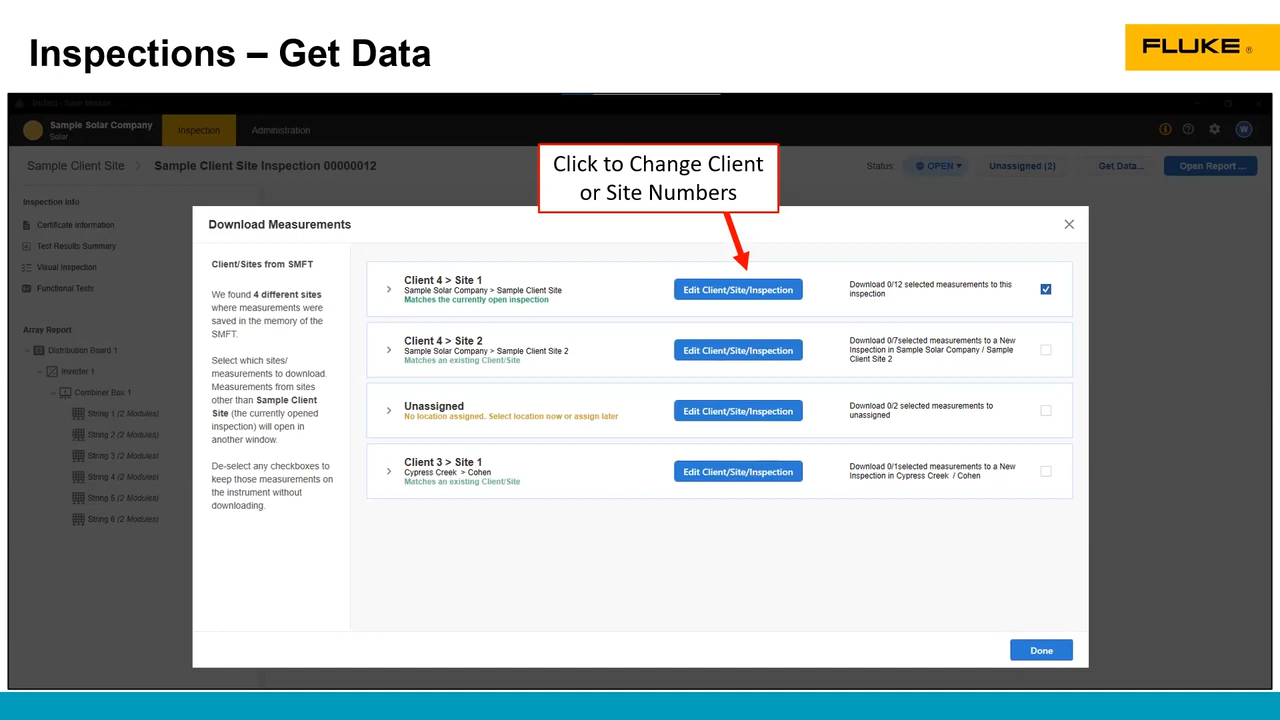 Inspections – Get Data
FLUKE ®
Sample Solar Company
Solar
Inspection
Administration
W
Sample Client Site
Sample Client Site Inspection 00000012
Status:
OPEN
Unassigned (2)
Get Data...
Open Report ...
Click to Change Client
or Site Numbers
Inspection Info
Certificate Information
Test Results Summary
Visual Inspection
Functional Tests
Array Report
Distribution Board 1
Inverter 1
Combiner Box 1
String 1 (2 Modules)
String 2 (2 Modules)
String 3 (2 Modules)
String 4 (2 Modules)
String 5 (2 Modules)
String 6 (2 Modules)
Download Measurements
Client/Sites from SMFT
We found 4 different sites
where measurements were
saved in the memory of the
SMFT.
Select which sites/
measurements to download.
Measurements from sites
other than Sample Client
Site (the currently opened
inspection) will open in
another window.
De-select any checkboxes to
keep those measurements on
the instrument without
downloading.
Client 4 > Site 1
Sample Solar Company > Sample Client Site
Matches the currently open inspection
Edit Client/Site/Inspection
Download 0/12 selected measurements to this
inspection
Client 4 > Site 2
Sample Solar Company > Sample Client Site 2
Matches an existing Client/Site
Edit Client/Site/Inspection
Download 0/7selected measurements to a New
Inspection in Sample Solar Company / Sample
Client Site 2
Unassigned
No location assigned. Select location now or assign later
Edit Client/Site/Inspection
Download 0/2 selected measurements to
unassigned
Client 3 > Site 1
Cypress Creek > Cohen
Matches an existing Client/Site
Edit Client/Site/Inspection
Download 0/1selected measurements to a New
Inspection in Cypress Creek / Cohen
Done